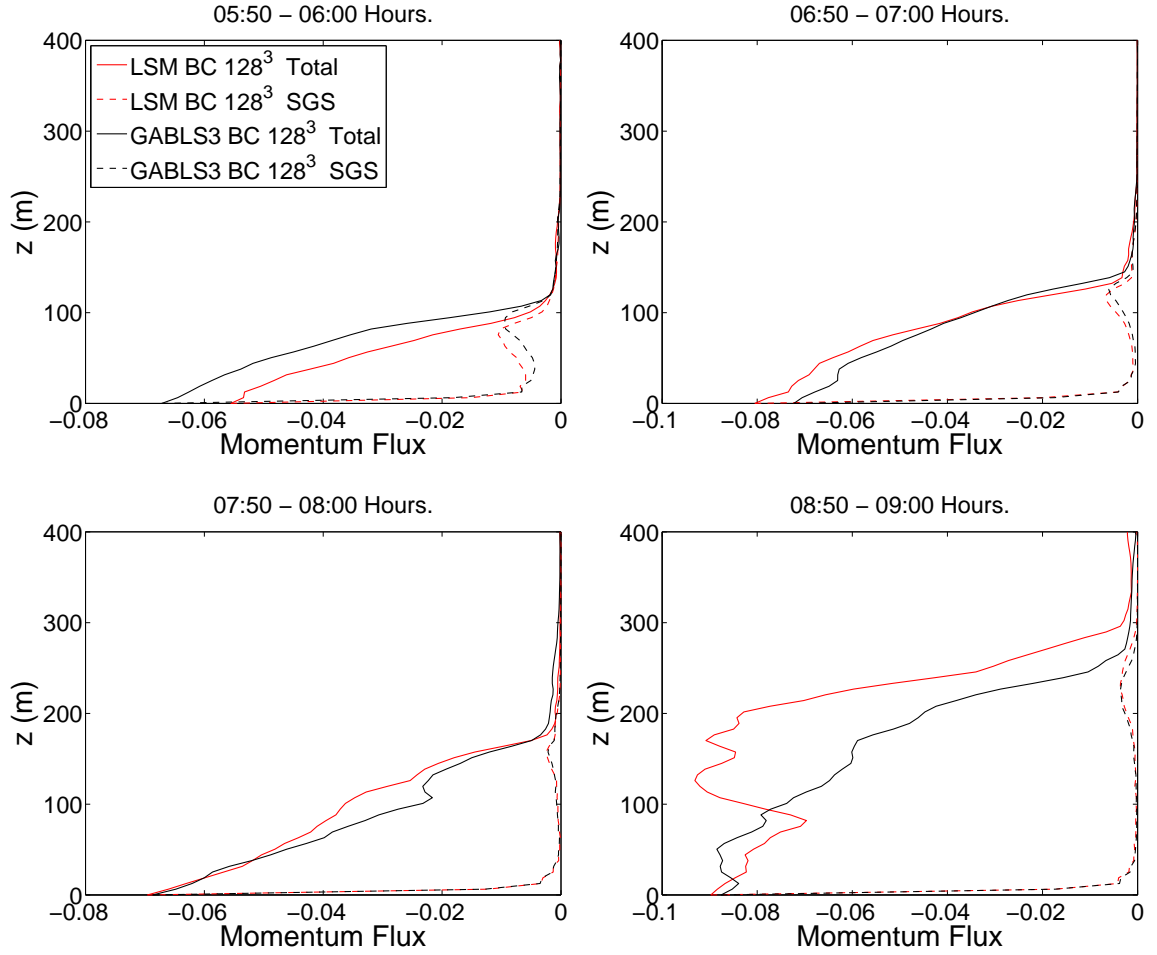 05:50 − 06:00 Hours.
400
300
200
100
0
z (m)
LSM BC 128³ Total
LSM BC 128³ SGS
GABLS3 BC 128³ Total
GABLS3 BC 128³ SGS
−0.08 −0.06 −0.04 −0.02 0
Momentum Flux
06:50 − 07:00 Hours.
400
300
200
100
0
z (m)
−0.1 −0.08 −0.06 −0.04 −0.02 0
Momentum Flux
07:50 − 08:00 Hours.
400
300
200
100
0
z (m)
−0.08 −0.06 −0.04 −0.02 0
Momentum Flux
08:50 − 09:00 Hours.
400
300
200
100
0
z (m)
−0.1 −0.08 −0.06 −0.04 −0.02 0
Momentum Flux